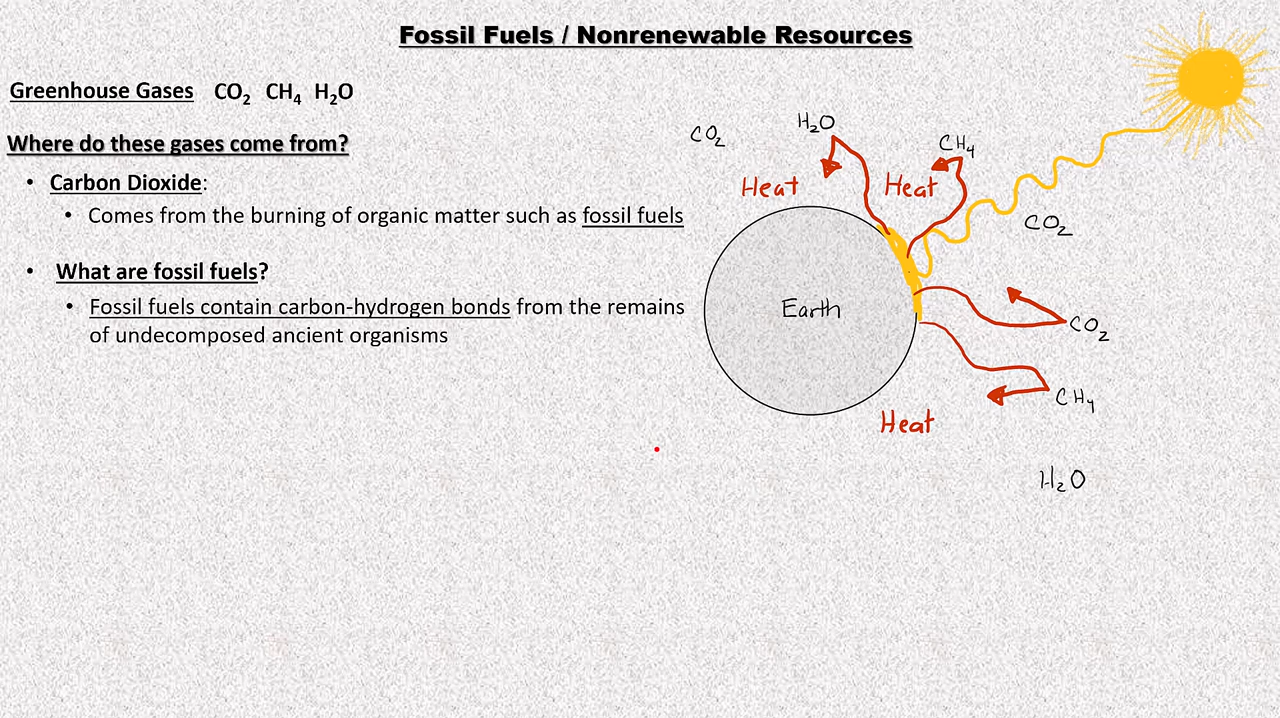 Fossil Fuels / Nonrenewable Resources
Greenhouse Gases CO₂ CH₄ H₂O
Where do these gases come from?
• Carbon Dioxide:
• Comes from the burning of organic matter such as fossil fuels
• What are fossil fuels?
• Fossil fuels contain carbon-hydrogen bonds from the remains
of undecomposed ancient organisms
H₂O
CO₂
CH₄
Heat
Heat
CO₂
Earth
CO₂
CH₄
Heat
H₂O